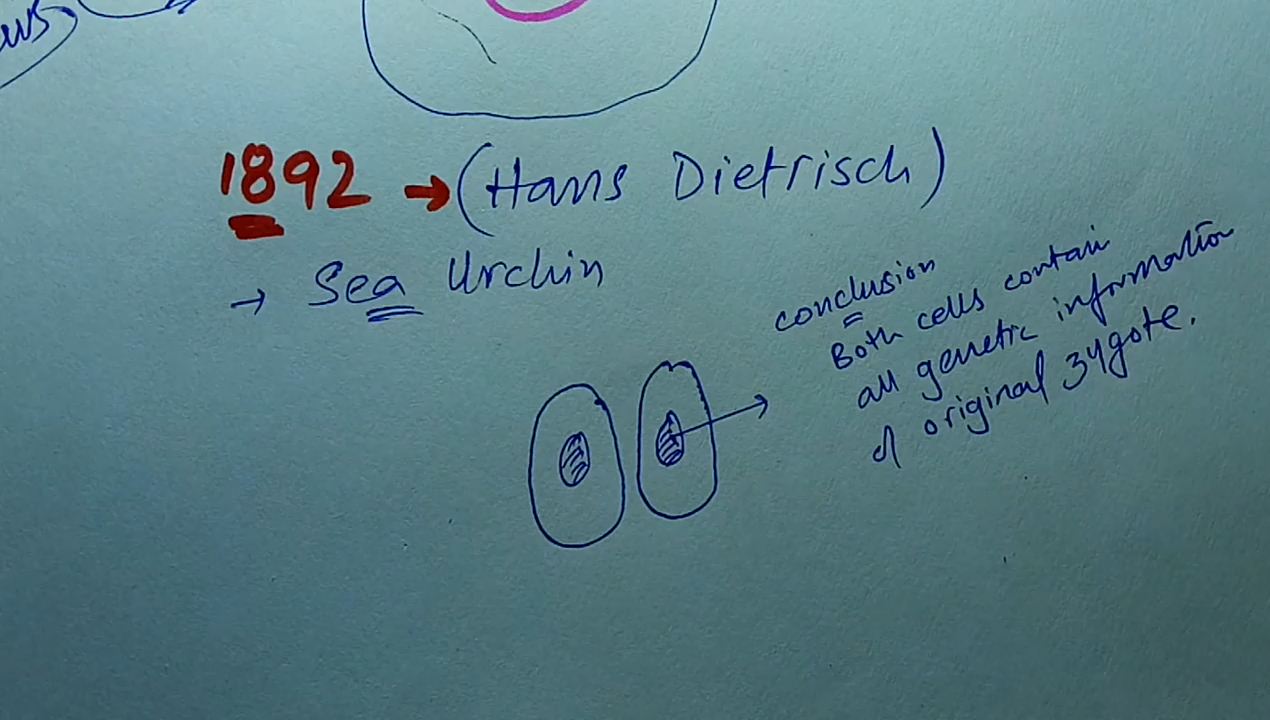 1892 → (Hans Dietrisch)
→ Sea Urchin
conclusion
Both cells contain
all genetic information
of original zygote.